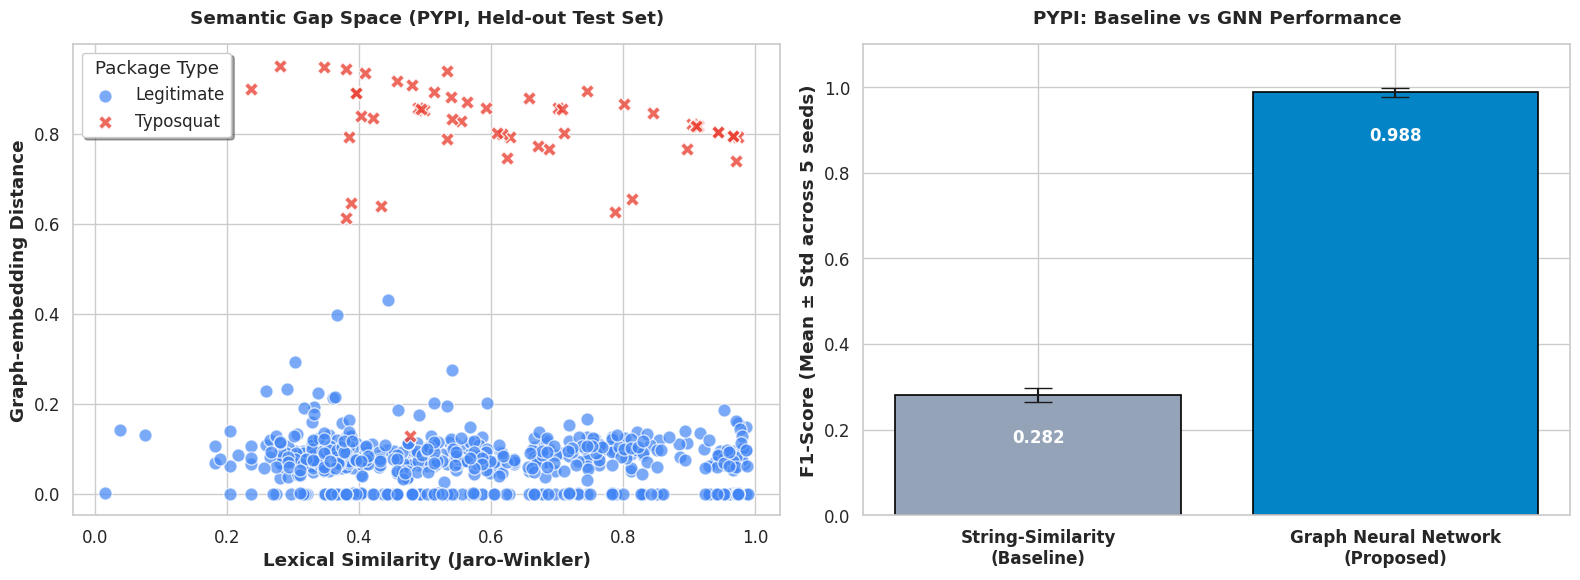 Semantic Gap Space (PYPI, Held-out Test Set)
Package Type
Legitimate
Typosquat
Graph-embedding Distance
0.8
0.6
0.4
0.2
0.0
0.0 0.2 0.4 0.6 0.8 1.0
Lexical Similarity (Jaro-Winkler)
PYPI: Baseline vs GNN Performance
F1-Score (Mean ± Std across 5 seeds)
1.0
0.8
0.6
0.4
0.2
0.0
0.282
0.988
String-Similarity
(Baseline)
Graph Neural Network
(Proposed)